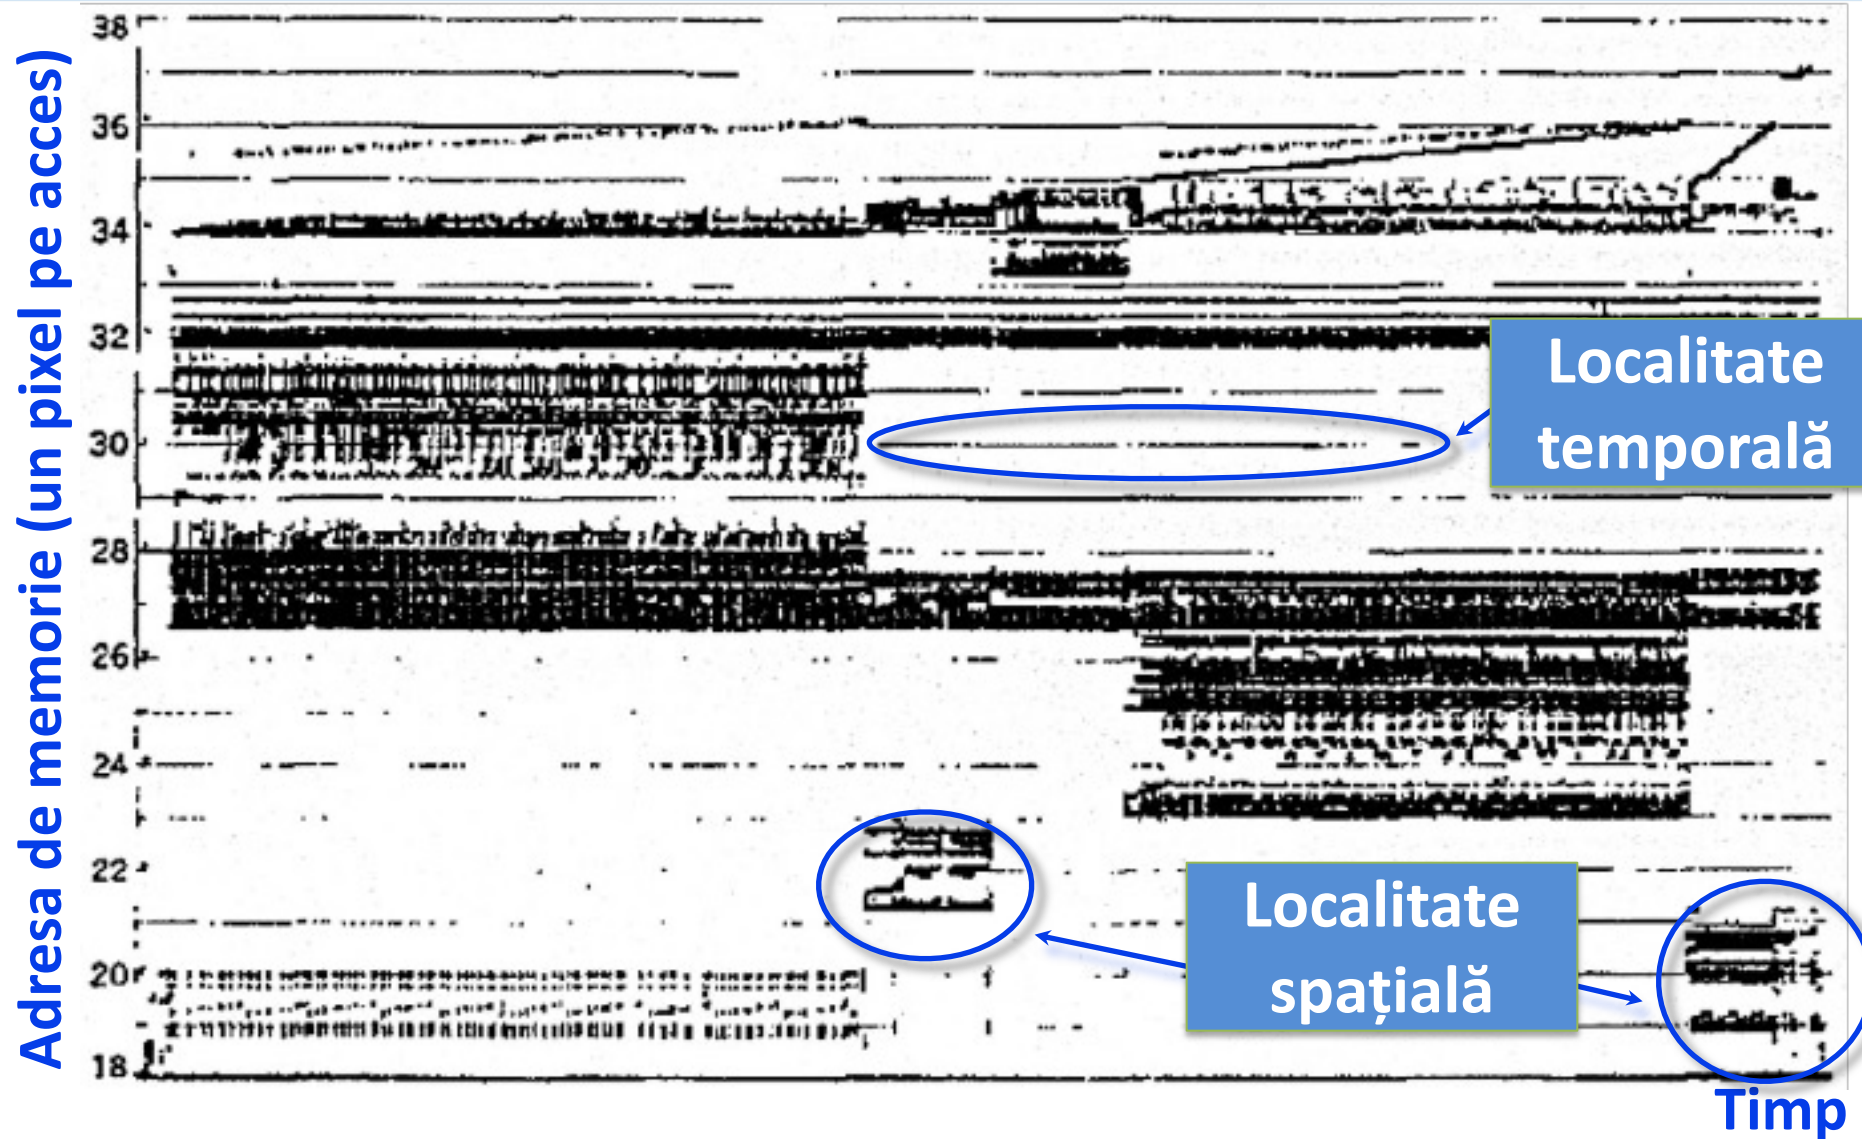 Adresa de memorie (un pixel pe acces)
38
36
34
32
30
28
26
24
22
20
18
Localitate
temporală
Localitate
spațială
Timp